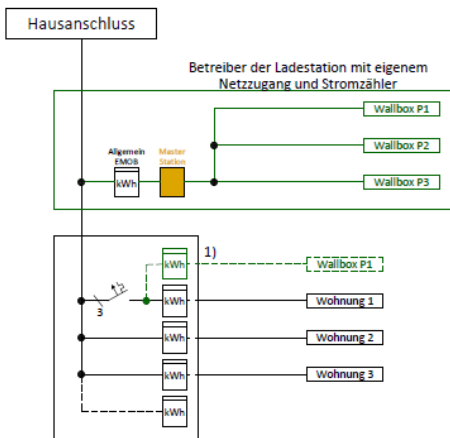 Hausanschluss
Betreiber der Ladestation mit eigenem
Netzzugang und Stromzähler
Wallbox P1
Wallbox P2
Allgemein
EMOB
Master
Station
kWh
Wallbox P3
1)
kWh
Wallbox P1
3
kWh
Wohnung 1
kWh
Wohnung 2
kWh
Wohnung 3
kWh